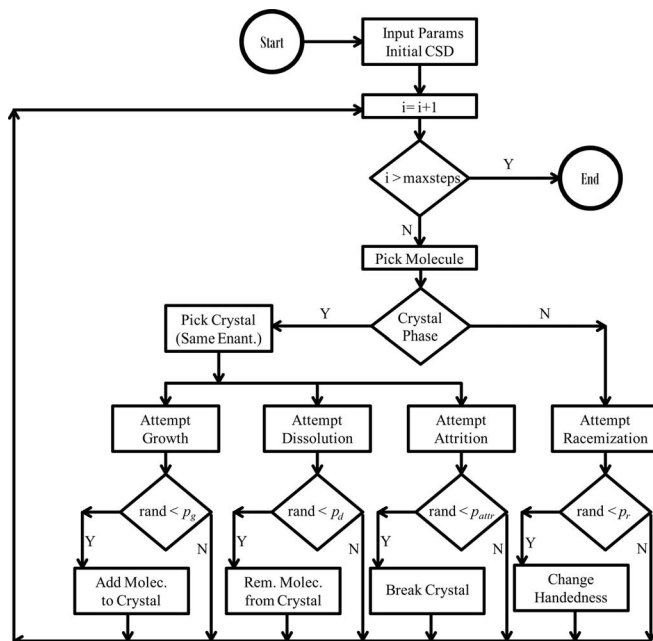 Start
Input Params
Initial CSD
i= i+1
i > maxsteps
Y
End
N
Pick Molecule
Pick Crystal
(Same Enant.)
Y
Crystal
Phase
N
Attempt
Growth
Attempt
Dissolution
Attempt
Attrition
Attempt
Racemization
rand < pg
rand < pd
rand < pattr
rand < pr
Y
N
Y
N
Y
N
Y
N
Add Molec.
to Crystal
Rem. Molec.
from Crystal
Break Crystal
Change
Handedness